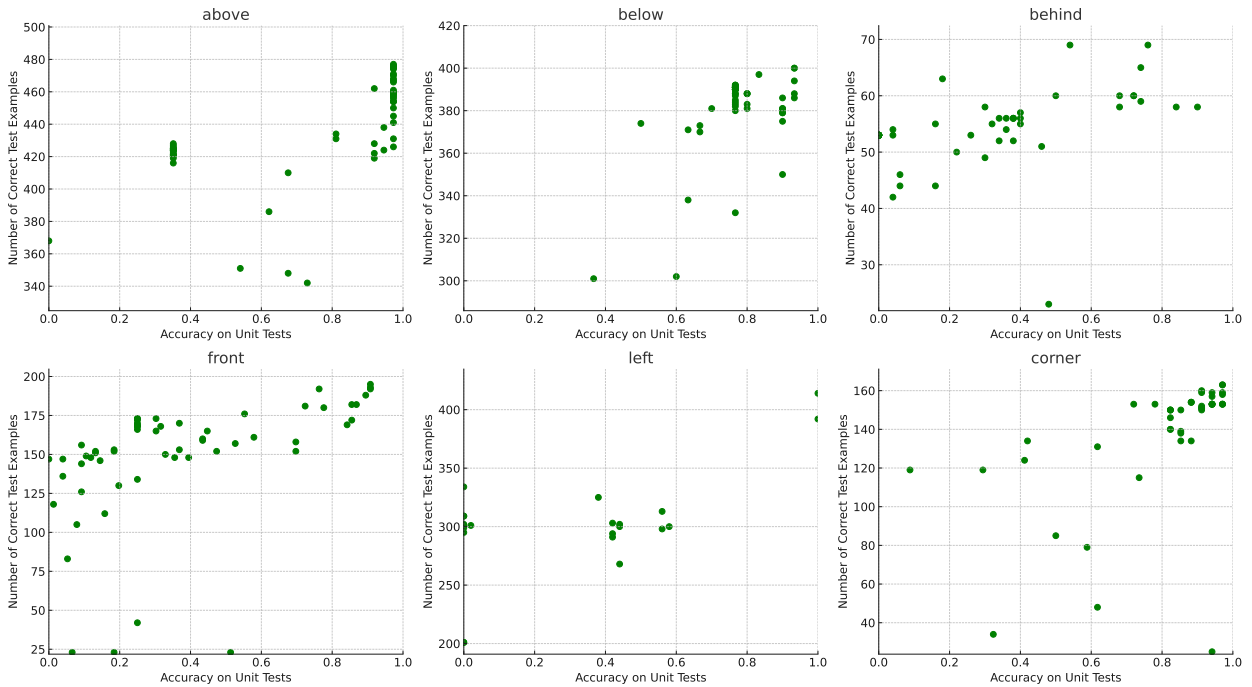 above
below
behind
500
480
460
440
420
400
380
360
340
Number of Correct Test Examples
0.0 0.2 0.4 0.6 0.8 1.0
Accuracy on Unit Tests
420
400
380
360
340
320
300
Number of Correct Test Examples
0.0 0.2 0.4 0.6 0.8 1.0
Accuracy on Unit Tests
70
60
50
40
30
Number of Correct Test Examples
0.0 0.2 0.4 0.6 0.8 1.0
Accuracy on Unit Tests
front
left
corner
200
175
150
125
100
75
50
25
Number of Correct Test Examples
0.0 0.2 0.4 0.6 0.8 1.0
Accuracy on Unit Tests
400
350
300
250
200
Number of Correct Test Examples
0.0 0.2 0.4 0.6 0.8 1.0
Accuracy on Unit Tests
160
140
120
100
80
60
40
Number of Correct Test Examples
0.0 0.2 0.4 0.6 0.8 1.0
Accuracy on Unit Tests